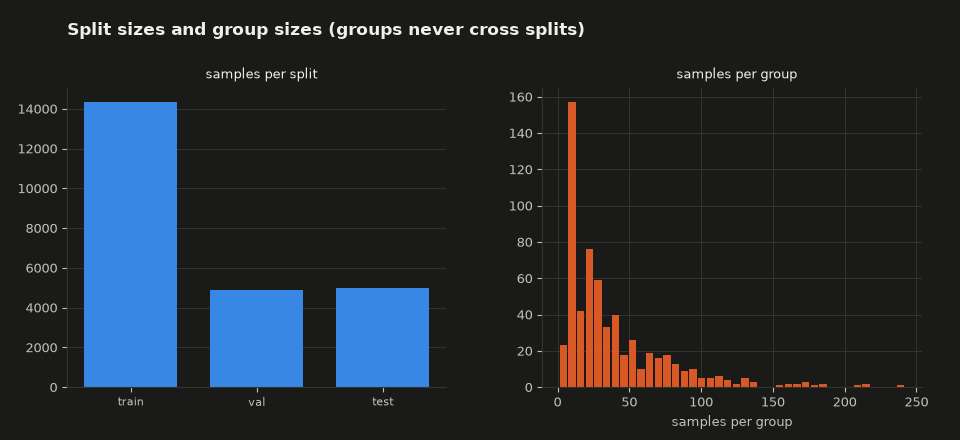 Split sizes and group sizes (groups never cross splits)
samples per split
14000
12000
10000
8000
6000
4000
2000
0
train val test
samples per group
160
140
120
100
80
60
40
20
0
0 50 100 150 200 250
samples per group